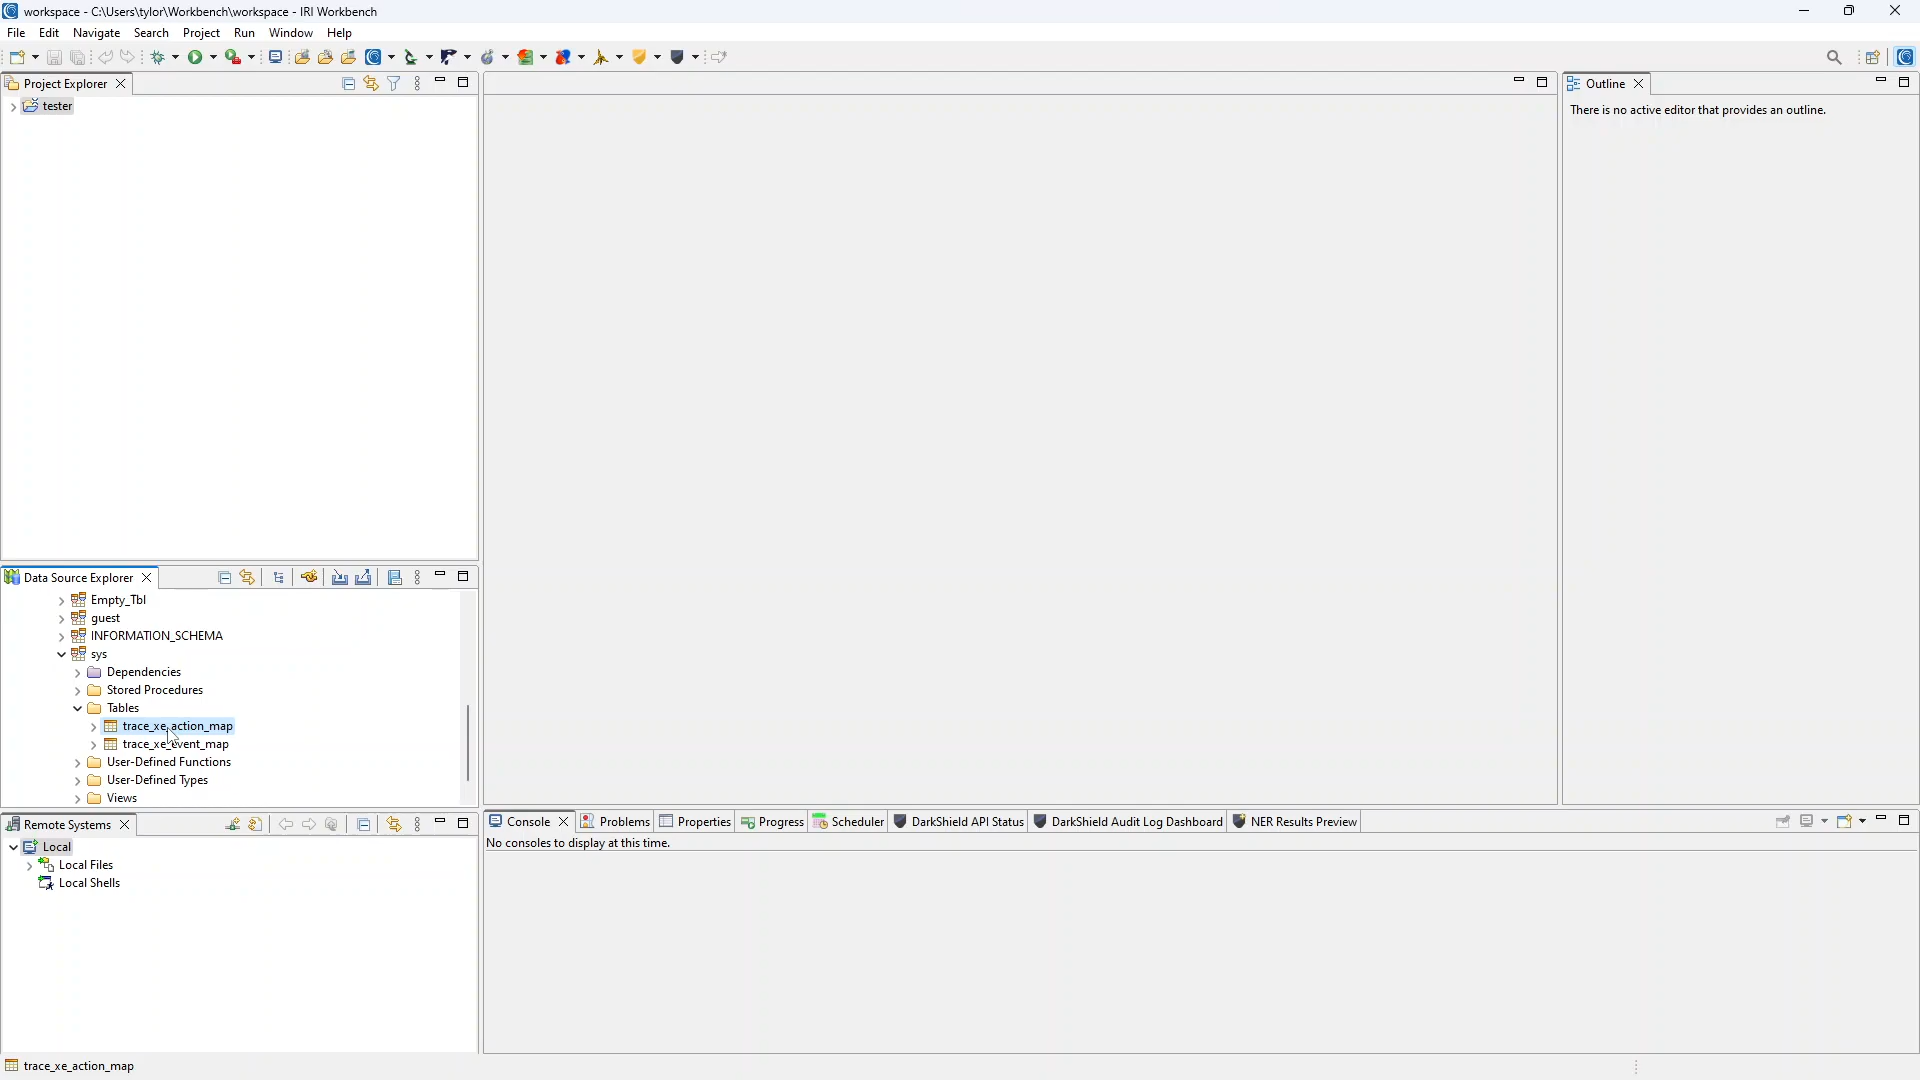 workspace - C:\Users\tylor\Workbench\workspace - IRI Workbench
File Edit Navigate Search Project Run Window Help
Project Explorer
tester
Outline
There is no active editor that provides an outline.
Data Source Explorer
Empty_Tbl
guest
INFORMATION_SCHEMA
sys
Dependencies
Stored Procedures
Tables
trace_xe_action_map
trace_xe_event_map
User-Defined Functions
User-Defined Types
Views
Remote Systems
Local
Local Files
Local Shells
Console Problems Properties Progress Scheduler DarkShield API Status DarkShield Audit Log Dashboard NER Results Preview
No consoles to display at this time.
trace_xe_action_map